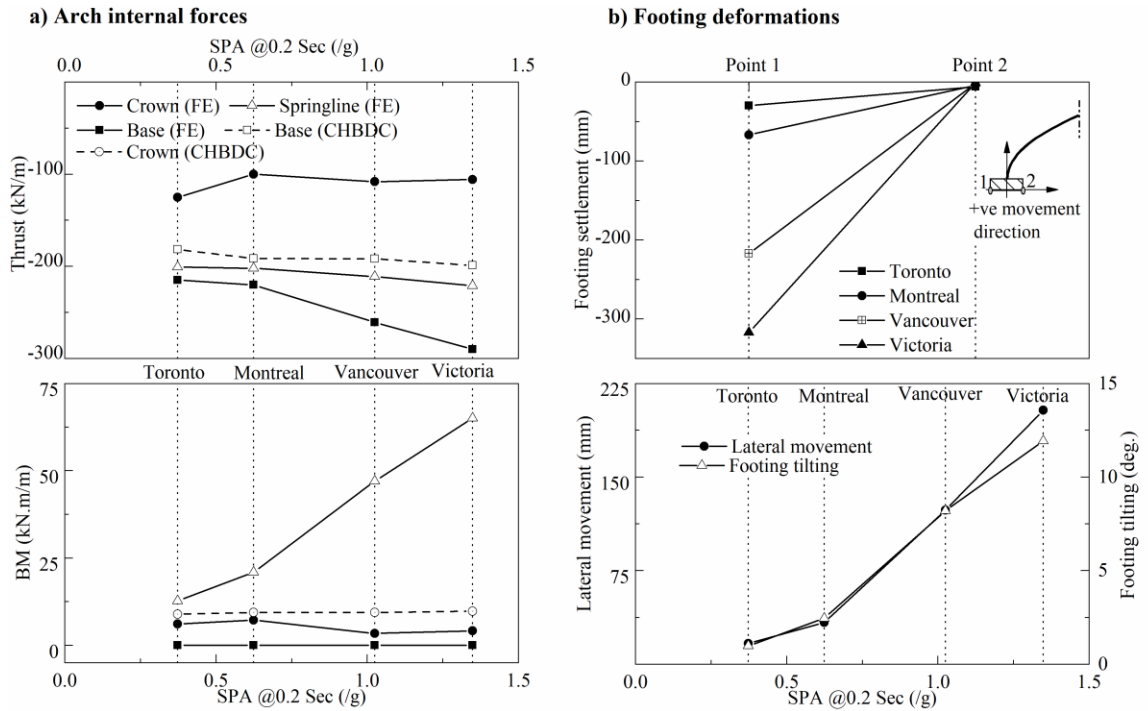 a) Arch internal forces
SPA @0.2 Sec (/g)
0.0 0.5 1.0 1.5
Crown (FE) Springline (FE)
Base (FE) Base (CHBDC)
Crown (CHBDC)
Thrust (kN/m)
-100
-200
-300
Toronto Montreal Vancouver Victoria
BM (kN.m/m)
75
50
25
0
0.0 0.5 1.0 1.5
SPA @0.2 Sec (/g)
b) Footing deformations
Point 1 Point 2
Footing settlement (mm)
0
-100
-200
-300
1 2
+ve movement
direction
Toronto
Montreal
Vancouver
Victoria
Toronto Montreal Vancouver Victoria
Lateral movement
Footing tilting
Lateral movement (mm)
225
150
75
Footing tilting (deg.)
15
10
5
0
0.0 0.5 1.0 1.5
SPA @0.2 Sec (/g)